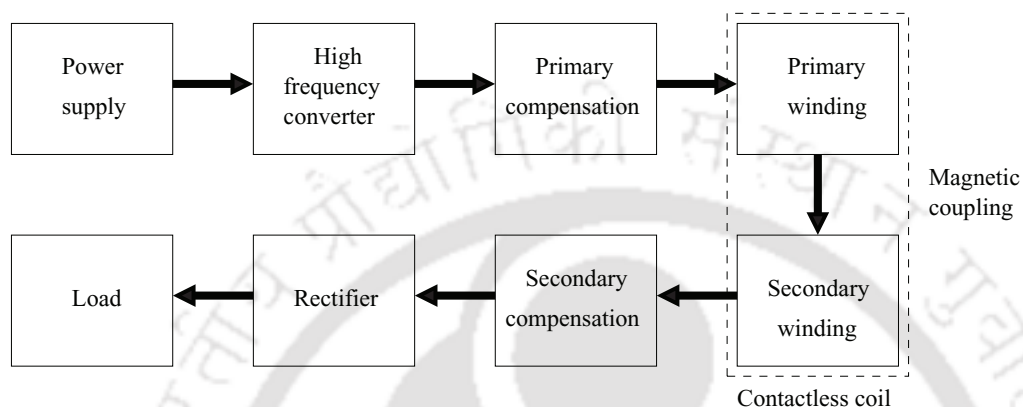 Power
supply
High
frequency
converter
Primary
compensation
Primary
winding
Magnetic
coupling
Load
Rectifier
Secondary
compensation
Secondary
winding
Contactless coil